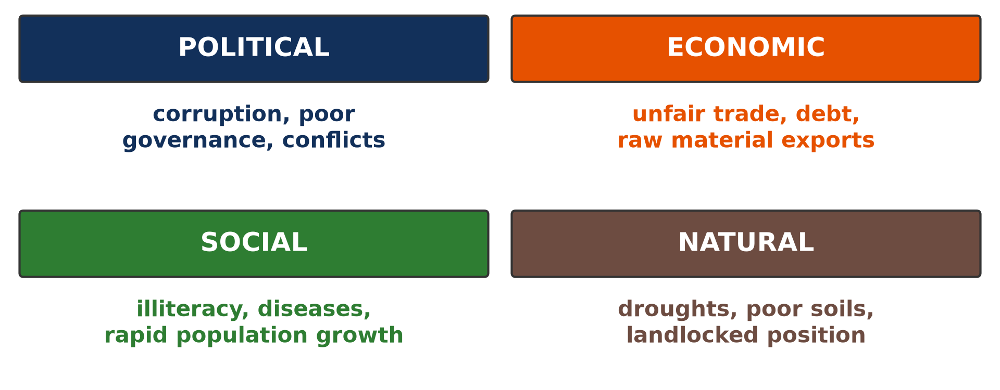 POLITICAL
corruption, poor
governance, conflicts
ECONOMIC
unfair trade, debt,
raw material exports
SOCIAL
illiteracy, diseases,
rapid population growth
NATURAL
droughts, poor soils,
landlocked position